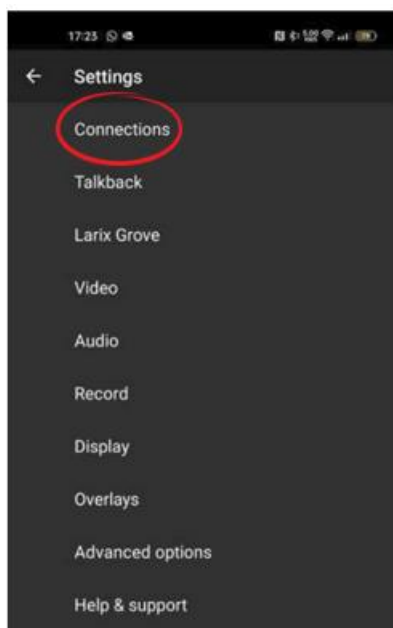 17:23
Settings
Connections
Talkback
Larix Grove
Video
Audio
Record
Display
Overlays
Advanced options
Help & support